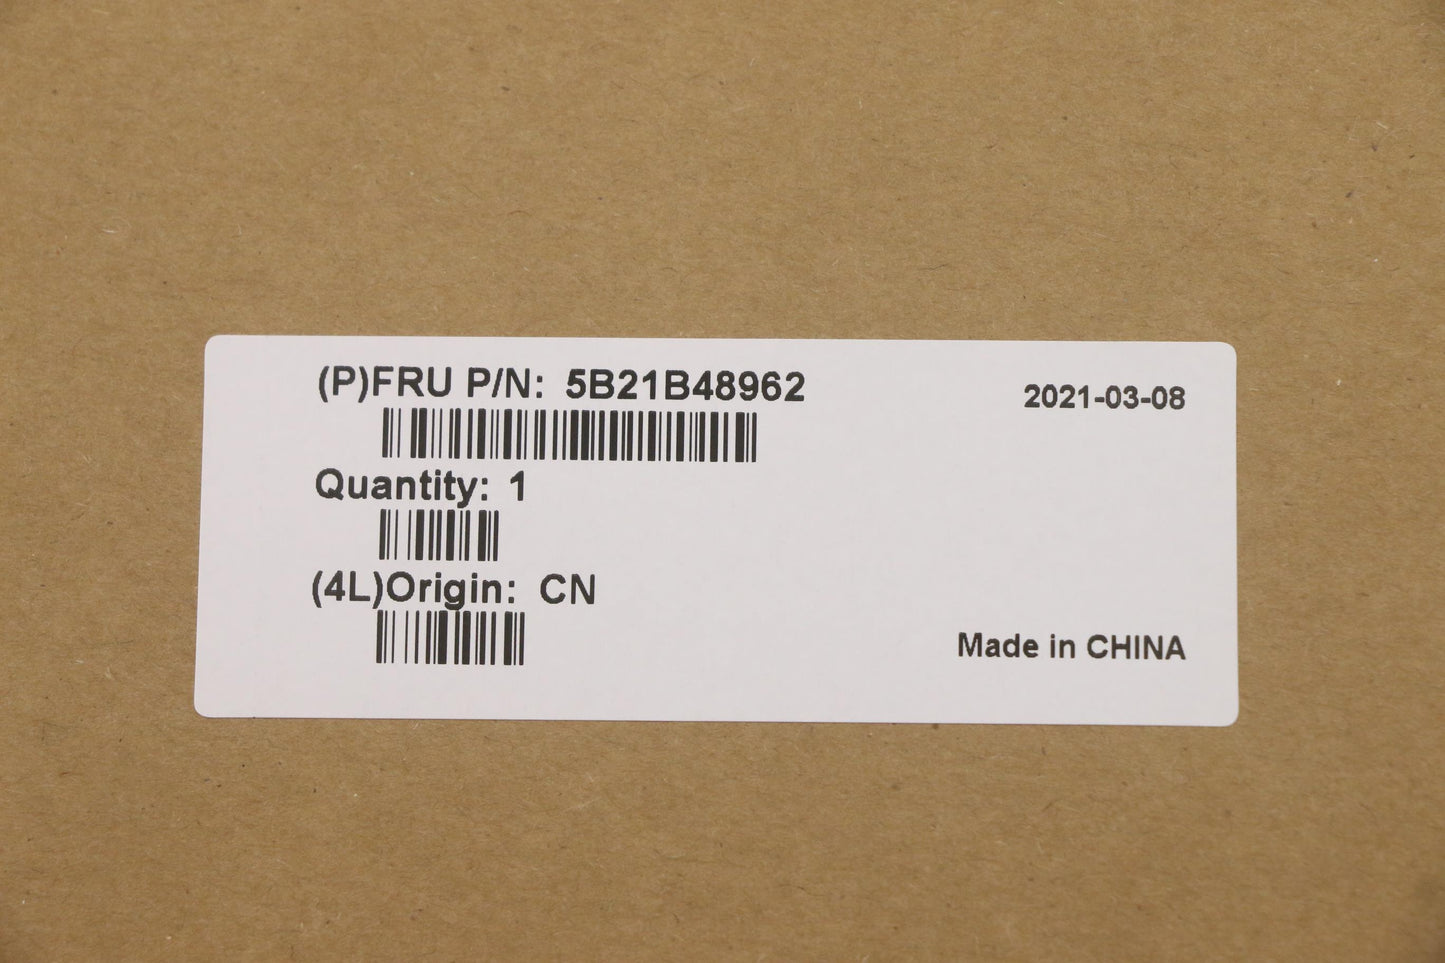 (P)FRU P/N: 5B21B48962
2021-03-08
Quantity: 1
(4L)Origin: CN
Made in CHINA